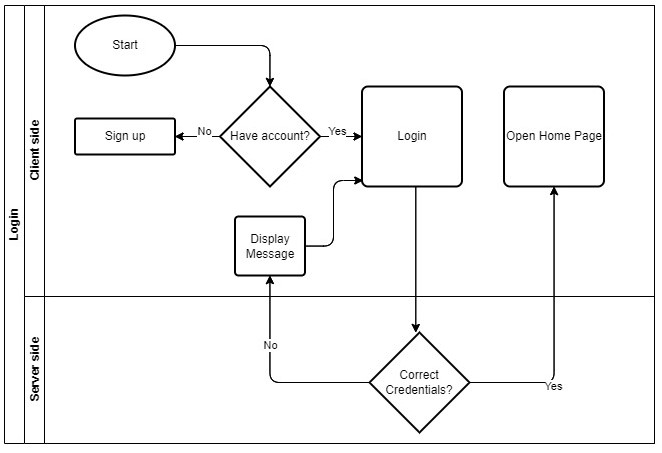 Login
Client side
Start
Have account?
No
Sign up
Yes
Login
Open Home Page
Display
Message
Server side
No
Correct
Credentials?
Yes